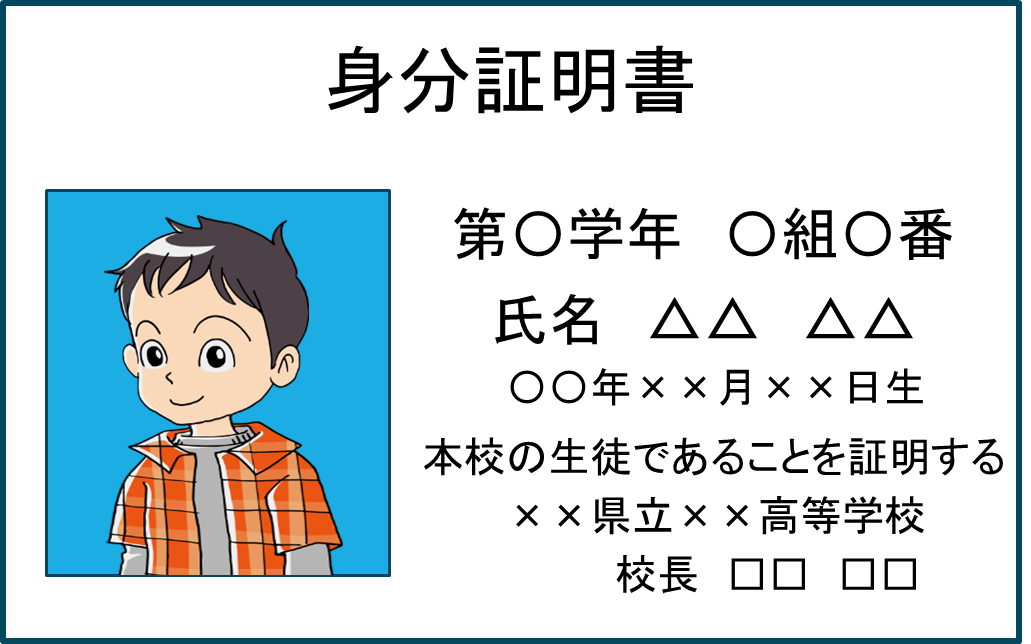 身分証明書
第〇学年　〇組〇番
氏名　△△　△△
〇〇年××月××日生
本校の生徒であることを証明する
××県立××高等学校
校長　□□　□□